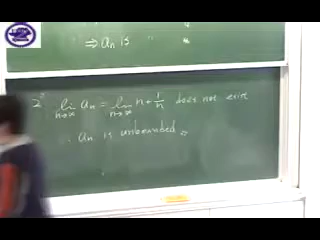 ⇒ aₙ is " "
2° lim n→∞ aₙ = lim n→∞ n + 1/n does not exist
∴ aₙ is unbounded